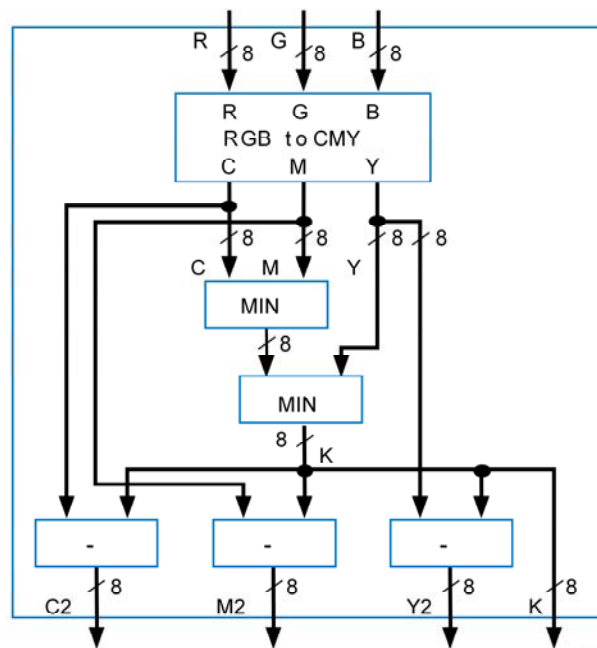 R G B
8 8 8
R G B
RGB to CMY
C M Y
8 8 8 8
C M Y
MIN
8
MIN
8
K
- - -
8 8 8 8
C2 M2 Y2 K